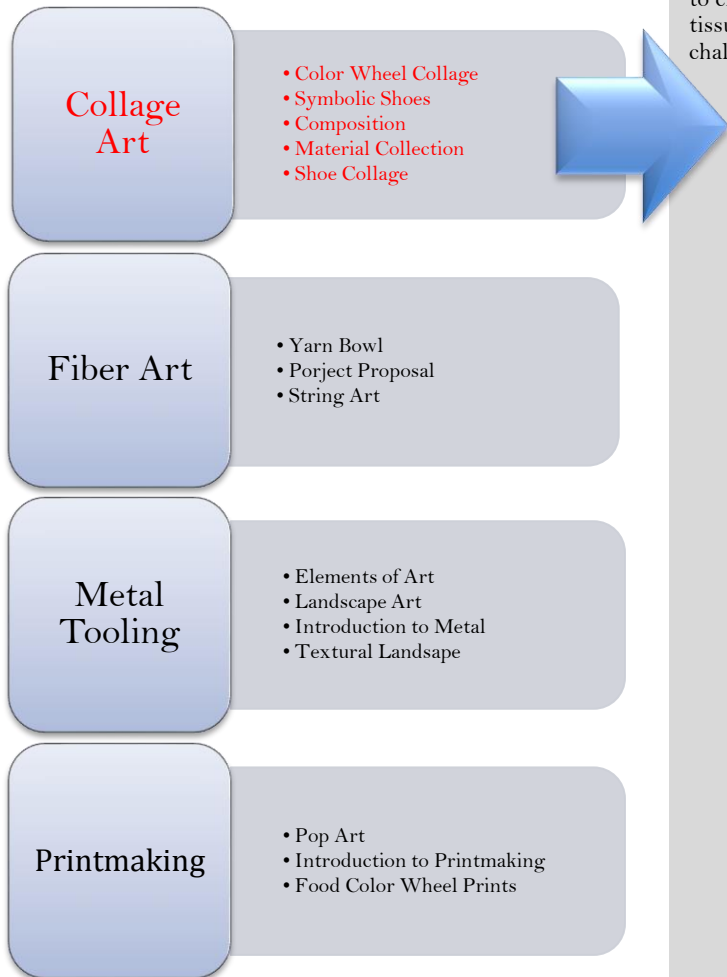 Collage
Art
• Color Wheel Collage
• Symbolic Shoes
• Composition
• Material Collection
• Shoe Collage
Fiber Art
• Yarn Bowl
• Porject Proposal
• String Art
Metal
Tooling
• Elements of Art
• Landscape Art
• Introduction to Metal
• Textural Landsape
Printmaking
• Pop Art
• Introduction to Printmaking
• Food Color Wheel Prints